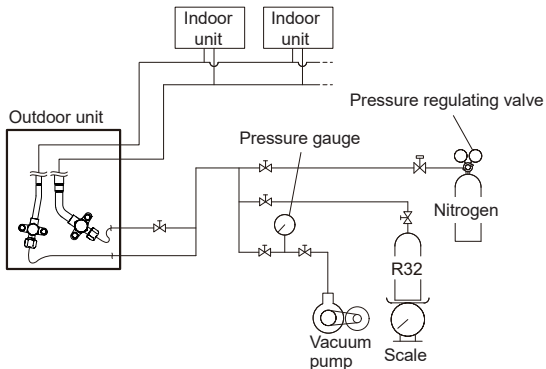 Indoor
unit
Indoor
unit
Pressure regulating valve
Outdoor unit
Pressure gauge
Nitrogen
R32
Vacuum
pump
Scale